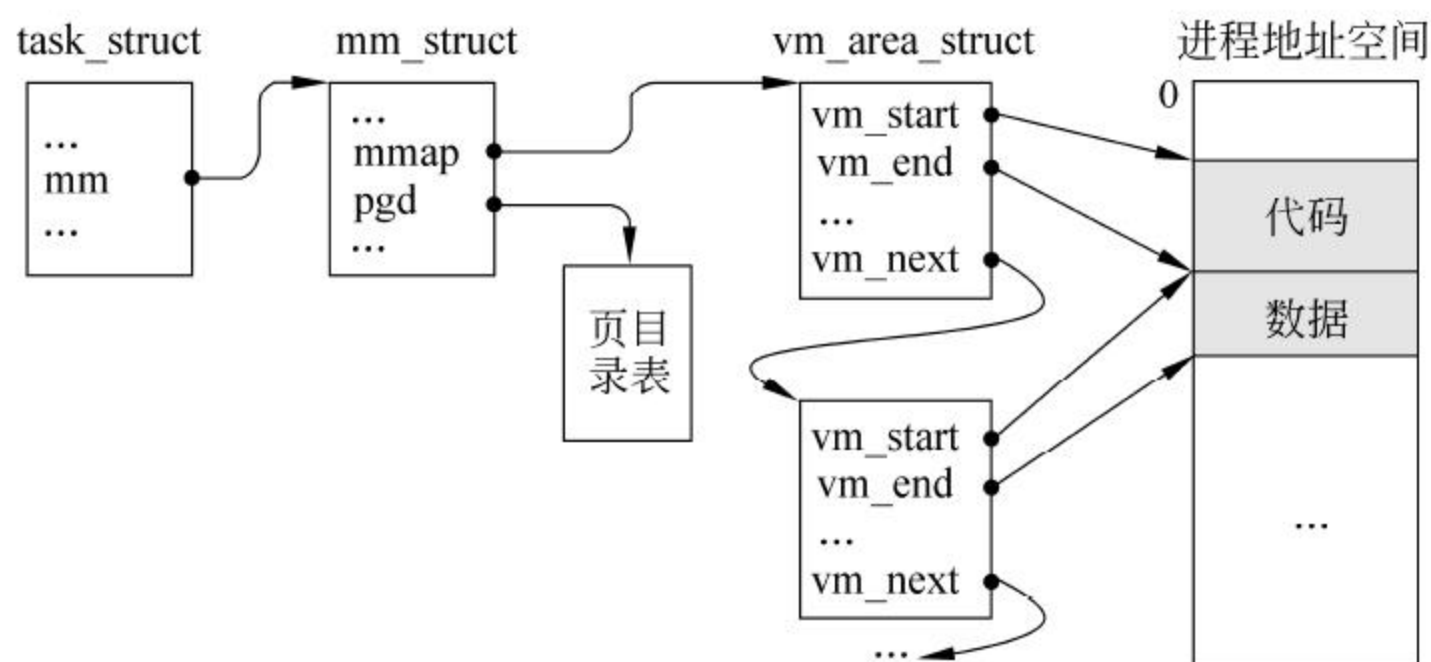 task_struct
...
mm
...
mm_struct
...
mmap
pgd
...
页目
录表
vm_area_struct
vm_start
vm_end
...
vm_next
vm_start
vm_end
...
vm_next
...
进程地址空间
0
代码
数据
...